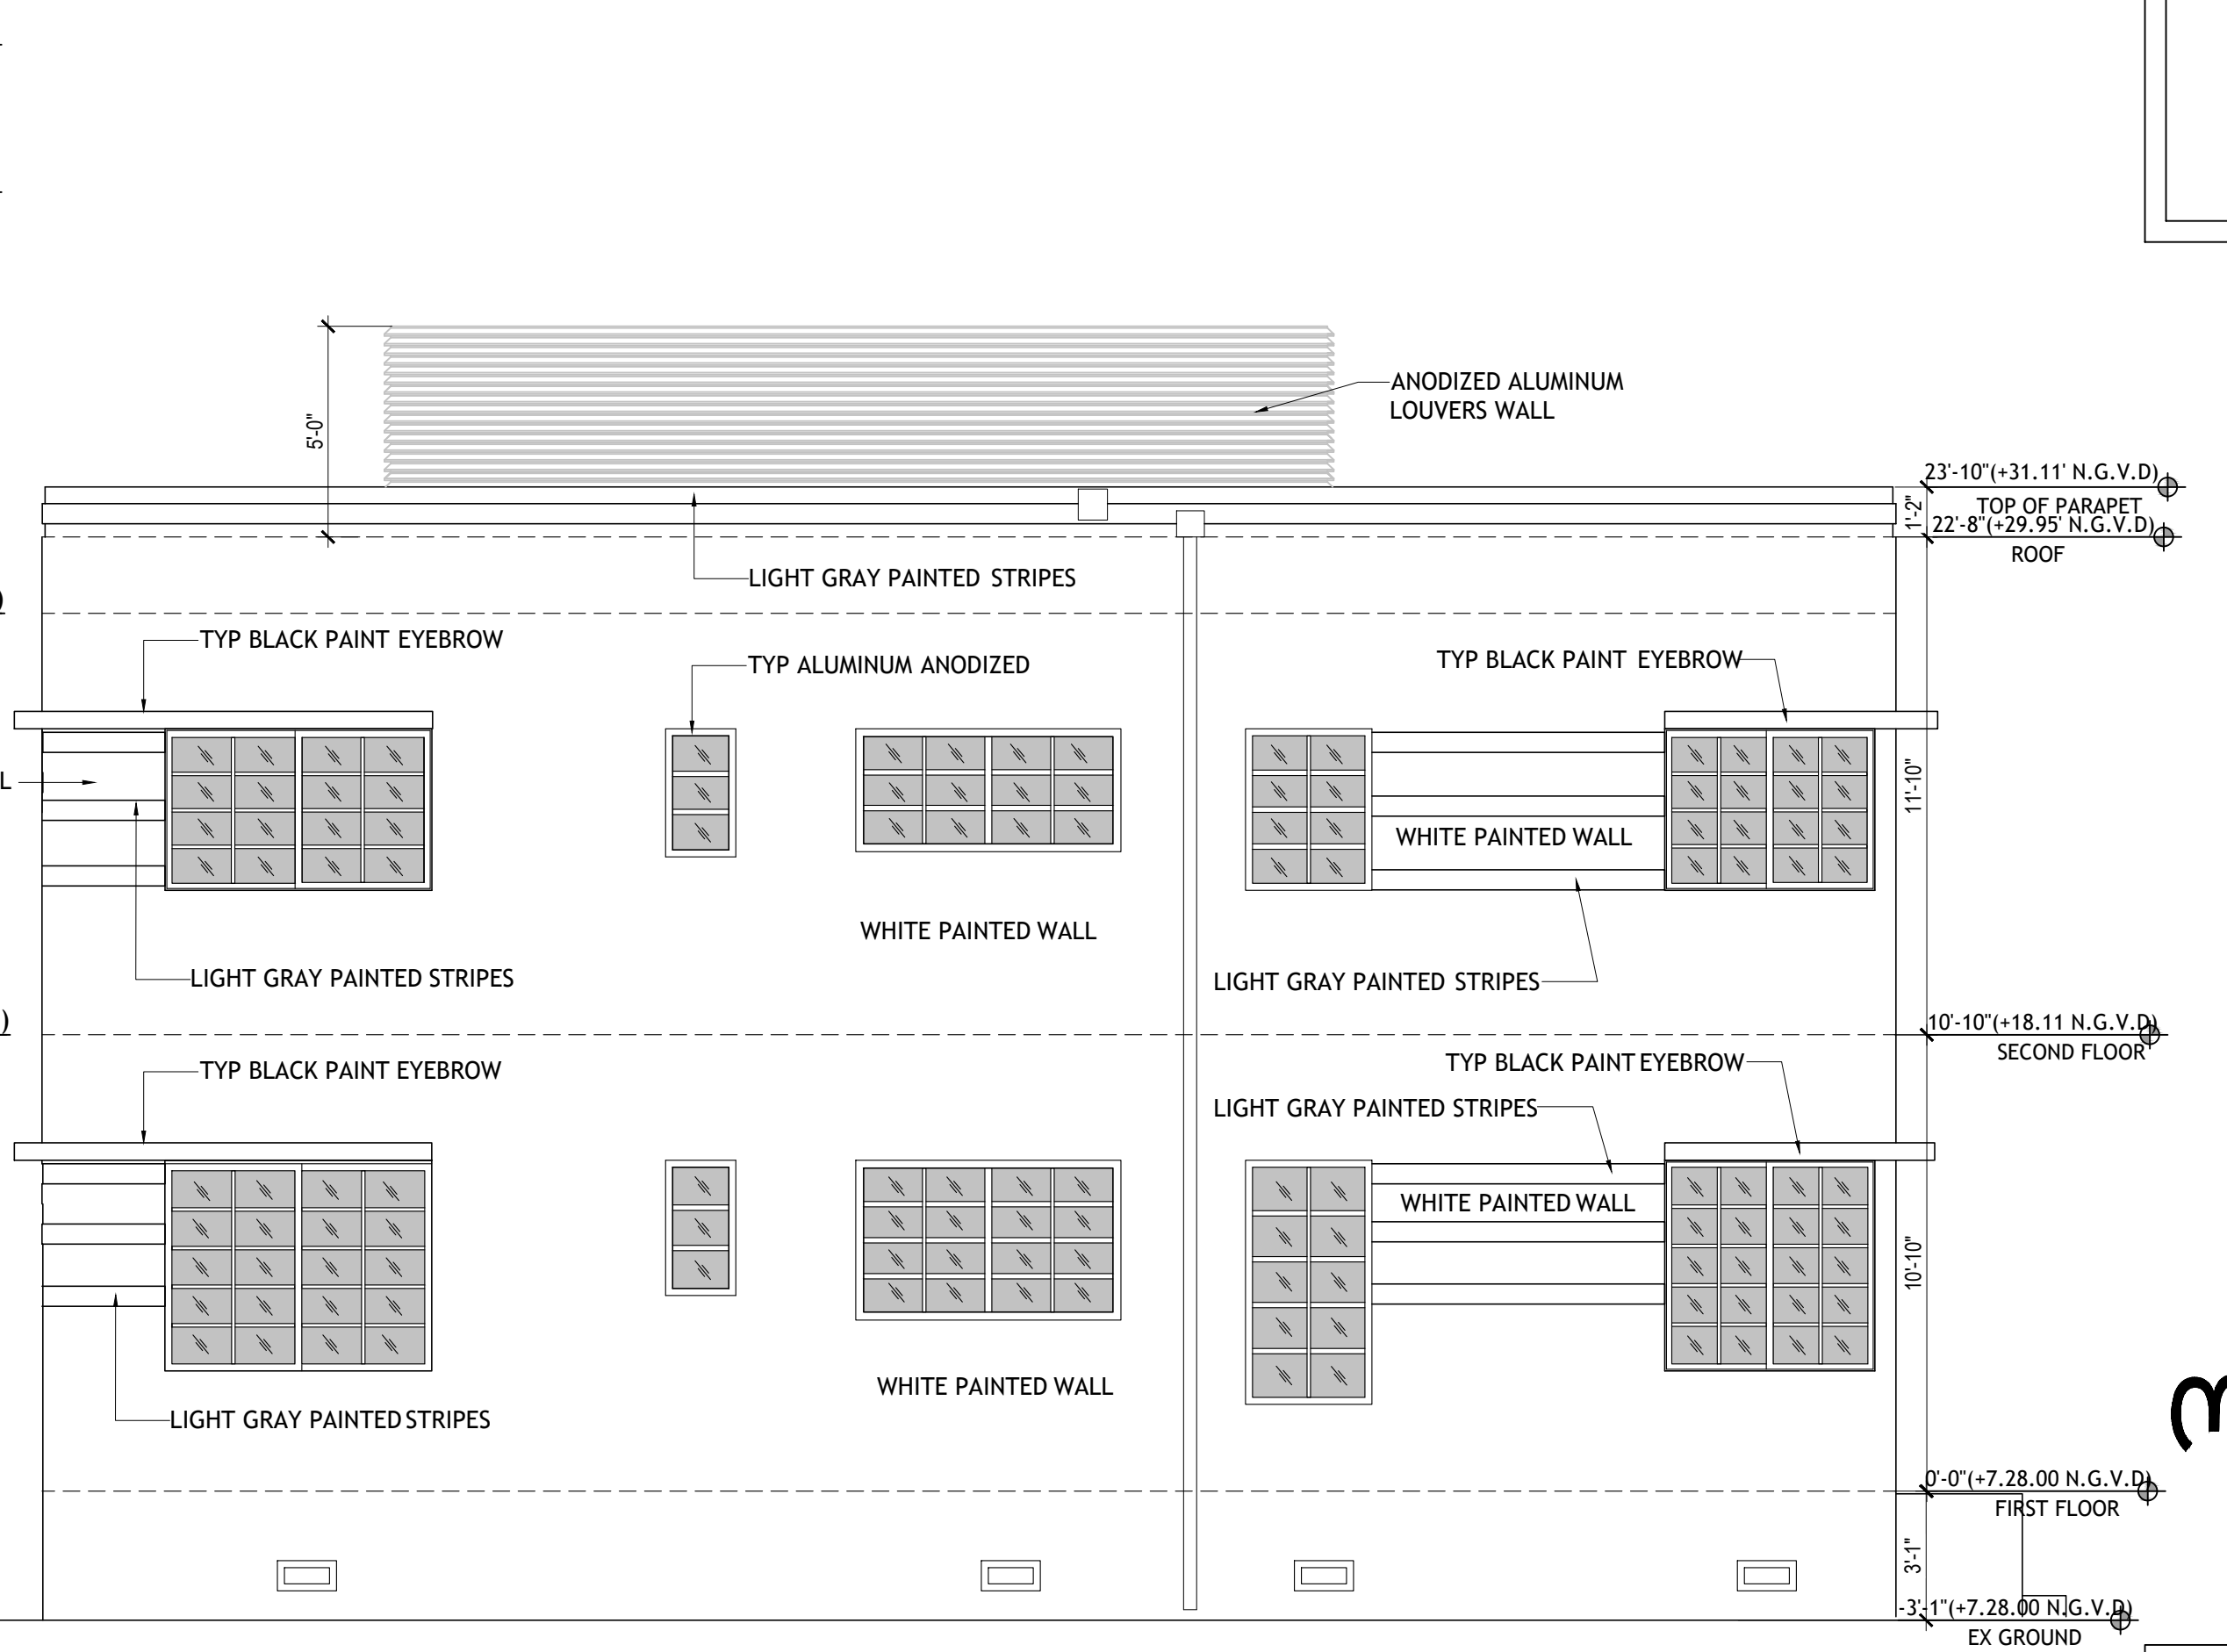 5'-0"
ANODIZED ALUMINUM
LOUVERS WALL
23'-10"(+31.11' N.G.V.D)
TOP OF PARAPET
1'-2"
22'-8"(+29.95' N.G.V.D)
ROOF
LIGHT GRAY PAINTED STRIPES
)
TYP BLACK PAINT EYEBROW
TYP ALUMINUM ANODIZED
TYP BLACK PAINT EYEBROW
L
11'-10"
WHITE PAINTED WALL
WHITE PAINTED WALL
LIGHT GRAY PAINTED STRIPES
LIGHT GRAY PAINTED STRIPES
)
10'-10"(+18.11 N.G.V.D)
SECOND FLOOR
TYP BLACK PAINT EYEBROW
TYP BLACK PAINT EYEBROW
LIGHT GRAY PAINTED STRIPES
WHITE PAINTED WALL
10'-10"
WHITE PAINTED WALL
LIGHT GRAY PAINTED STRIPES
0'-0"(+7.28.00 N.G.V.D)
FIRST FLOOR
3'-1"
-3'-1"(+7.28.00 N.G.V.D)
EX GROUND